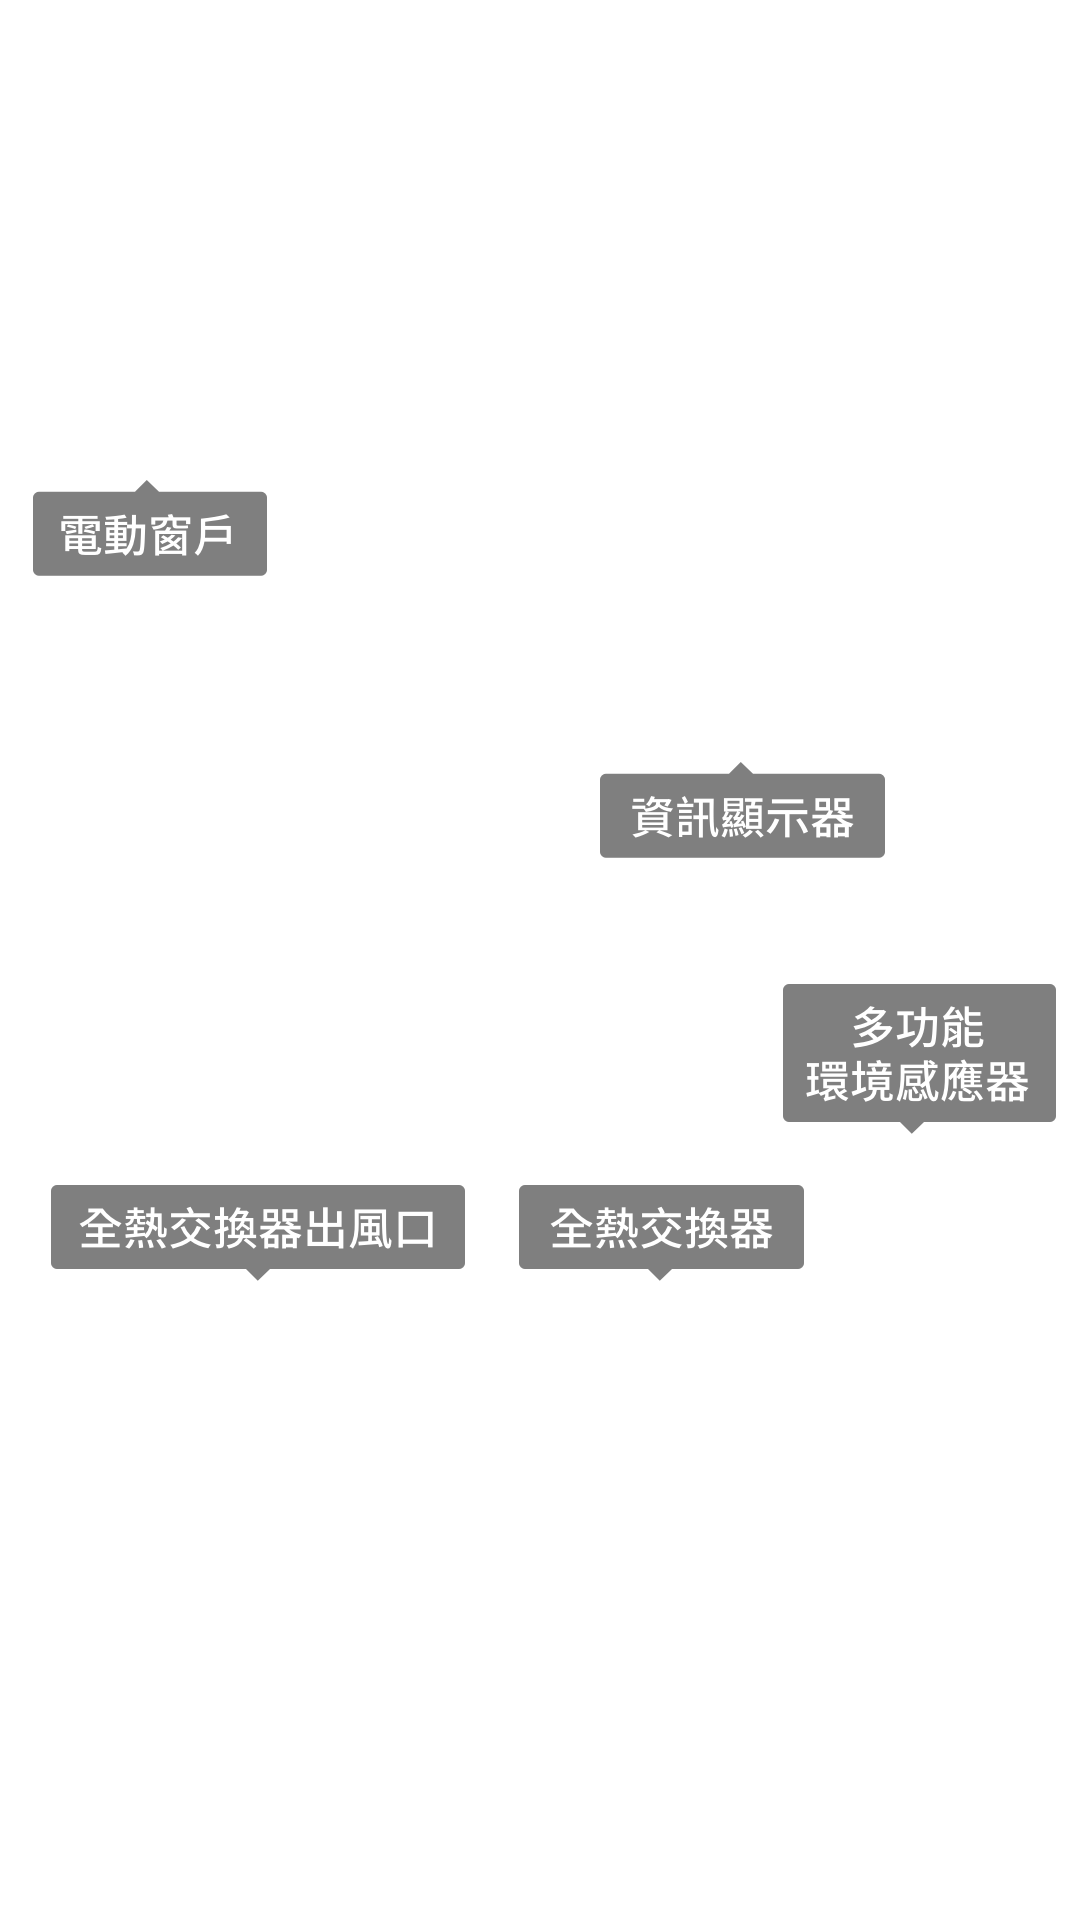 電動窗戶
資訊顯示器
多功能
環境感應器
全熱交換器出風口
全熱交換器